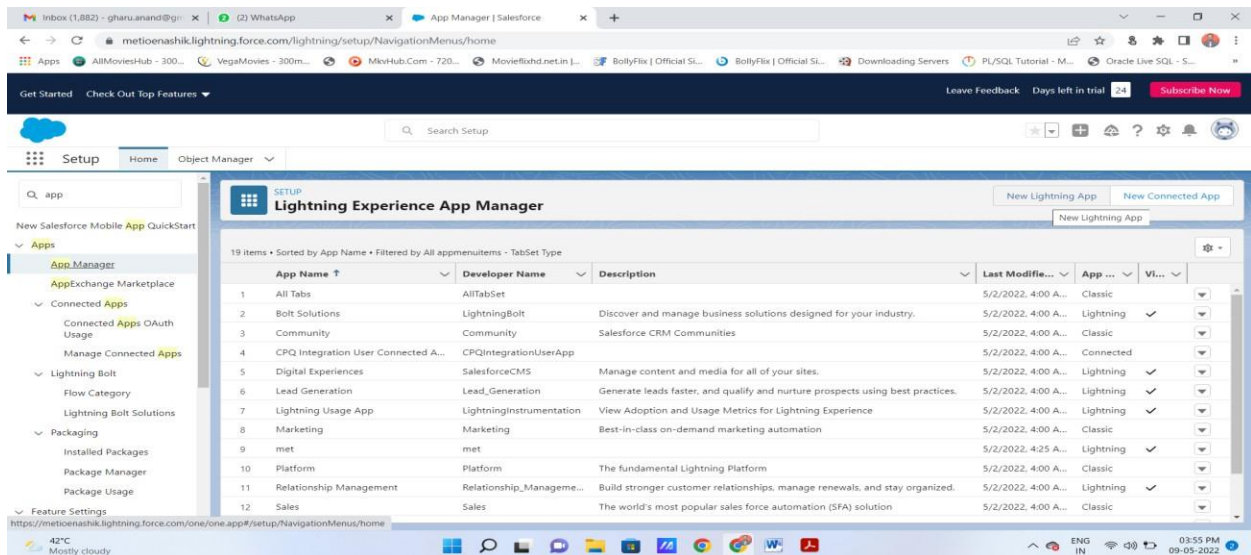 Inbox (1,882) - gharu.anand@gm
(2) WhatsApp
App Manager | Salesforce
metioenashik.lightning.force.com/lightning/setup/NavigationMenus/home
Apps
AllMoviesHub - 300...
VegaMovies - 300m...
MkvHub.Com - 720...
Movieflixhd.net.in |...
BollyFlix | Official Si...
BollyFlix | Official Si...
Downloading Servers
PL/SQL Tutorial - M...
Oracle Live SQL - S...
Get Started Check Out Top Features
Leave Feedback Days left in trial 24 Subscribe Now
Search Setup
Setup Home Object Manager
app
New Salesforce Mobile App QuickStart
Apps
App Manager
AppExchange Marketplace
Connected Apps
Connected Apps OAuth
Usage
Manage Connected Apps
Lightning Bolt
Flow Category
Lightning Bolt Solutions
Packaging
Installed Packages
Package Manager
Package Usage
Feature Settings
SETUP
Lightning Experience App Manager
New Lightning App New Connected App
New Lightning App
19 items • Sorted by App Name • Filtered by All appmenuitems - TabSet Type
App Name ↑ Developer Name Description Last Modifie... App ... Vi...
1 All Tabs AllTabSet 5/2/2022, 4:00 A... Classic
2 Bolt Solutions LightningBolt Discover and manage business solutions designed for your industry. 5/2/2022, 4:00 A... Lightning
3 Community Community Salesforce CRM Communities 5/2/2022, 4:00 A... Classic
4 CPQ Integration User Connected A... CPQIntegrationUserApp 5/2/2022, 4:00 A... Connected
5 Digital Experiences SalesforceCMS Manage content and media for all of your sites. 5/2/2022, 4:00 A... Lightning
6 Lead Generation Lead_Generation Generate leads faster, and qualify and nurture prospects using best practices. 5/2/2022, 4:00 A... Lightning
7 Lightning Usage App LightningInstrumentation View Adoption and Usage Metrics for Lightning Experience 5/2/2022, 4:00 A... Lightning
8 Marketing Marketing Best-in-class on-demand marketing automation 5/2/2022, 4:00 A... Classic
9 met met 5/2/2022, 4:25 A... Lightning
10 Platform Platform The fundamental Lightning Platform 5/2/2022, 4:00 A... Classic
11 Relationship Management Relationship_Manageme... Build stronger customer relationships, manage renewals, and stay organized. 5/2/2022, 4:00 A... Lightning
12 Sales Sales The world's most popular sales force automation (SFA) solution 5/2/2022, 4:00 A... Classic
https://metioenashik.lightning.force.com/one/one.app#/setup/NavigationMenus/home
42°C
Mostly cloudy
ENG
IN
03:55 PM
09-05-2022